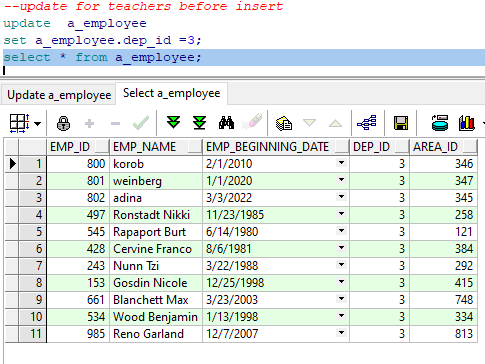 --update for teachers before insert
update a_employee
set a_employee.dep_id =3;
select * from a_employee;
Update a_employee Select a_employee
EMP_ID EMP_NAME EMP_BEGINNING_DATE DEP_ID AREA_ID
1 800 korob 2/1/2010 3 346
2 801 weinberg 1/1/2020 3 347
3 802 adina 3/3/2022 3 345
4 497 Ronstadt Nikki 11/23/1985 3 258
5 545 Rapaport Burt 6/14/1980 3 121
6 428 Cervine Franco 8/6/1981 3 384
7 243 Nunn Tzi 3/22/1988 3 292
8 153 Gosdin Nicole 12/25/1998 3 415
9 661 Blanchett Max 3/23/2003 3 748
10 534 Wood Benjamin 1/13/1998 3 334
11 985 Reno Garland 12/7/2007 3 813